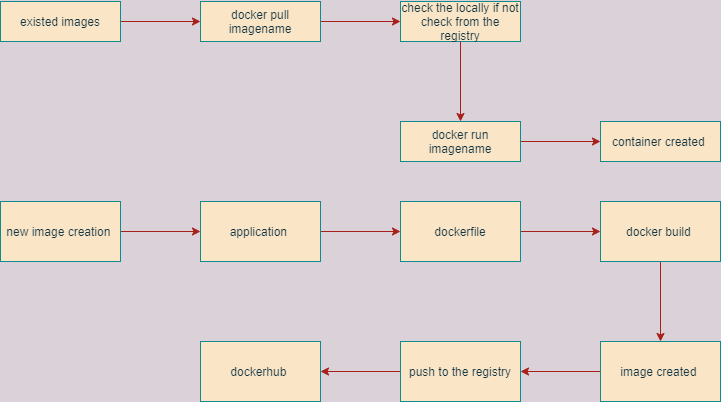 existed images
docker pull
imagename
check the locally if not
check from the
registry
docker run
imagename
container created
new image creation
application
dockerfile
docker build
dockerhub
push to the registry
image created